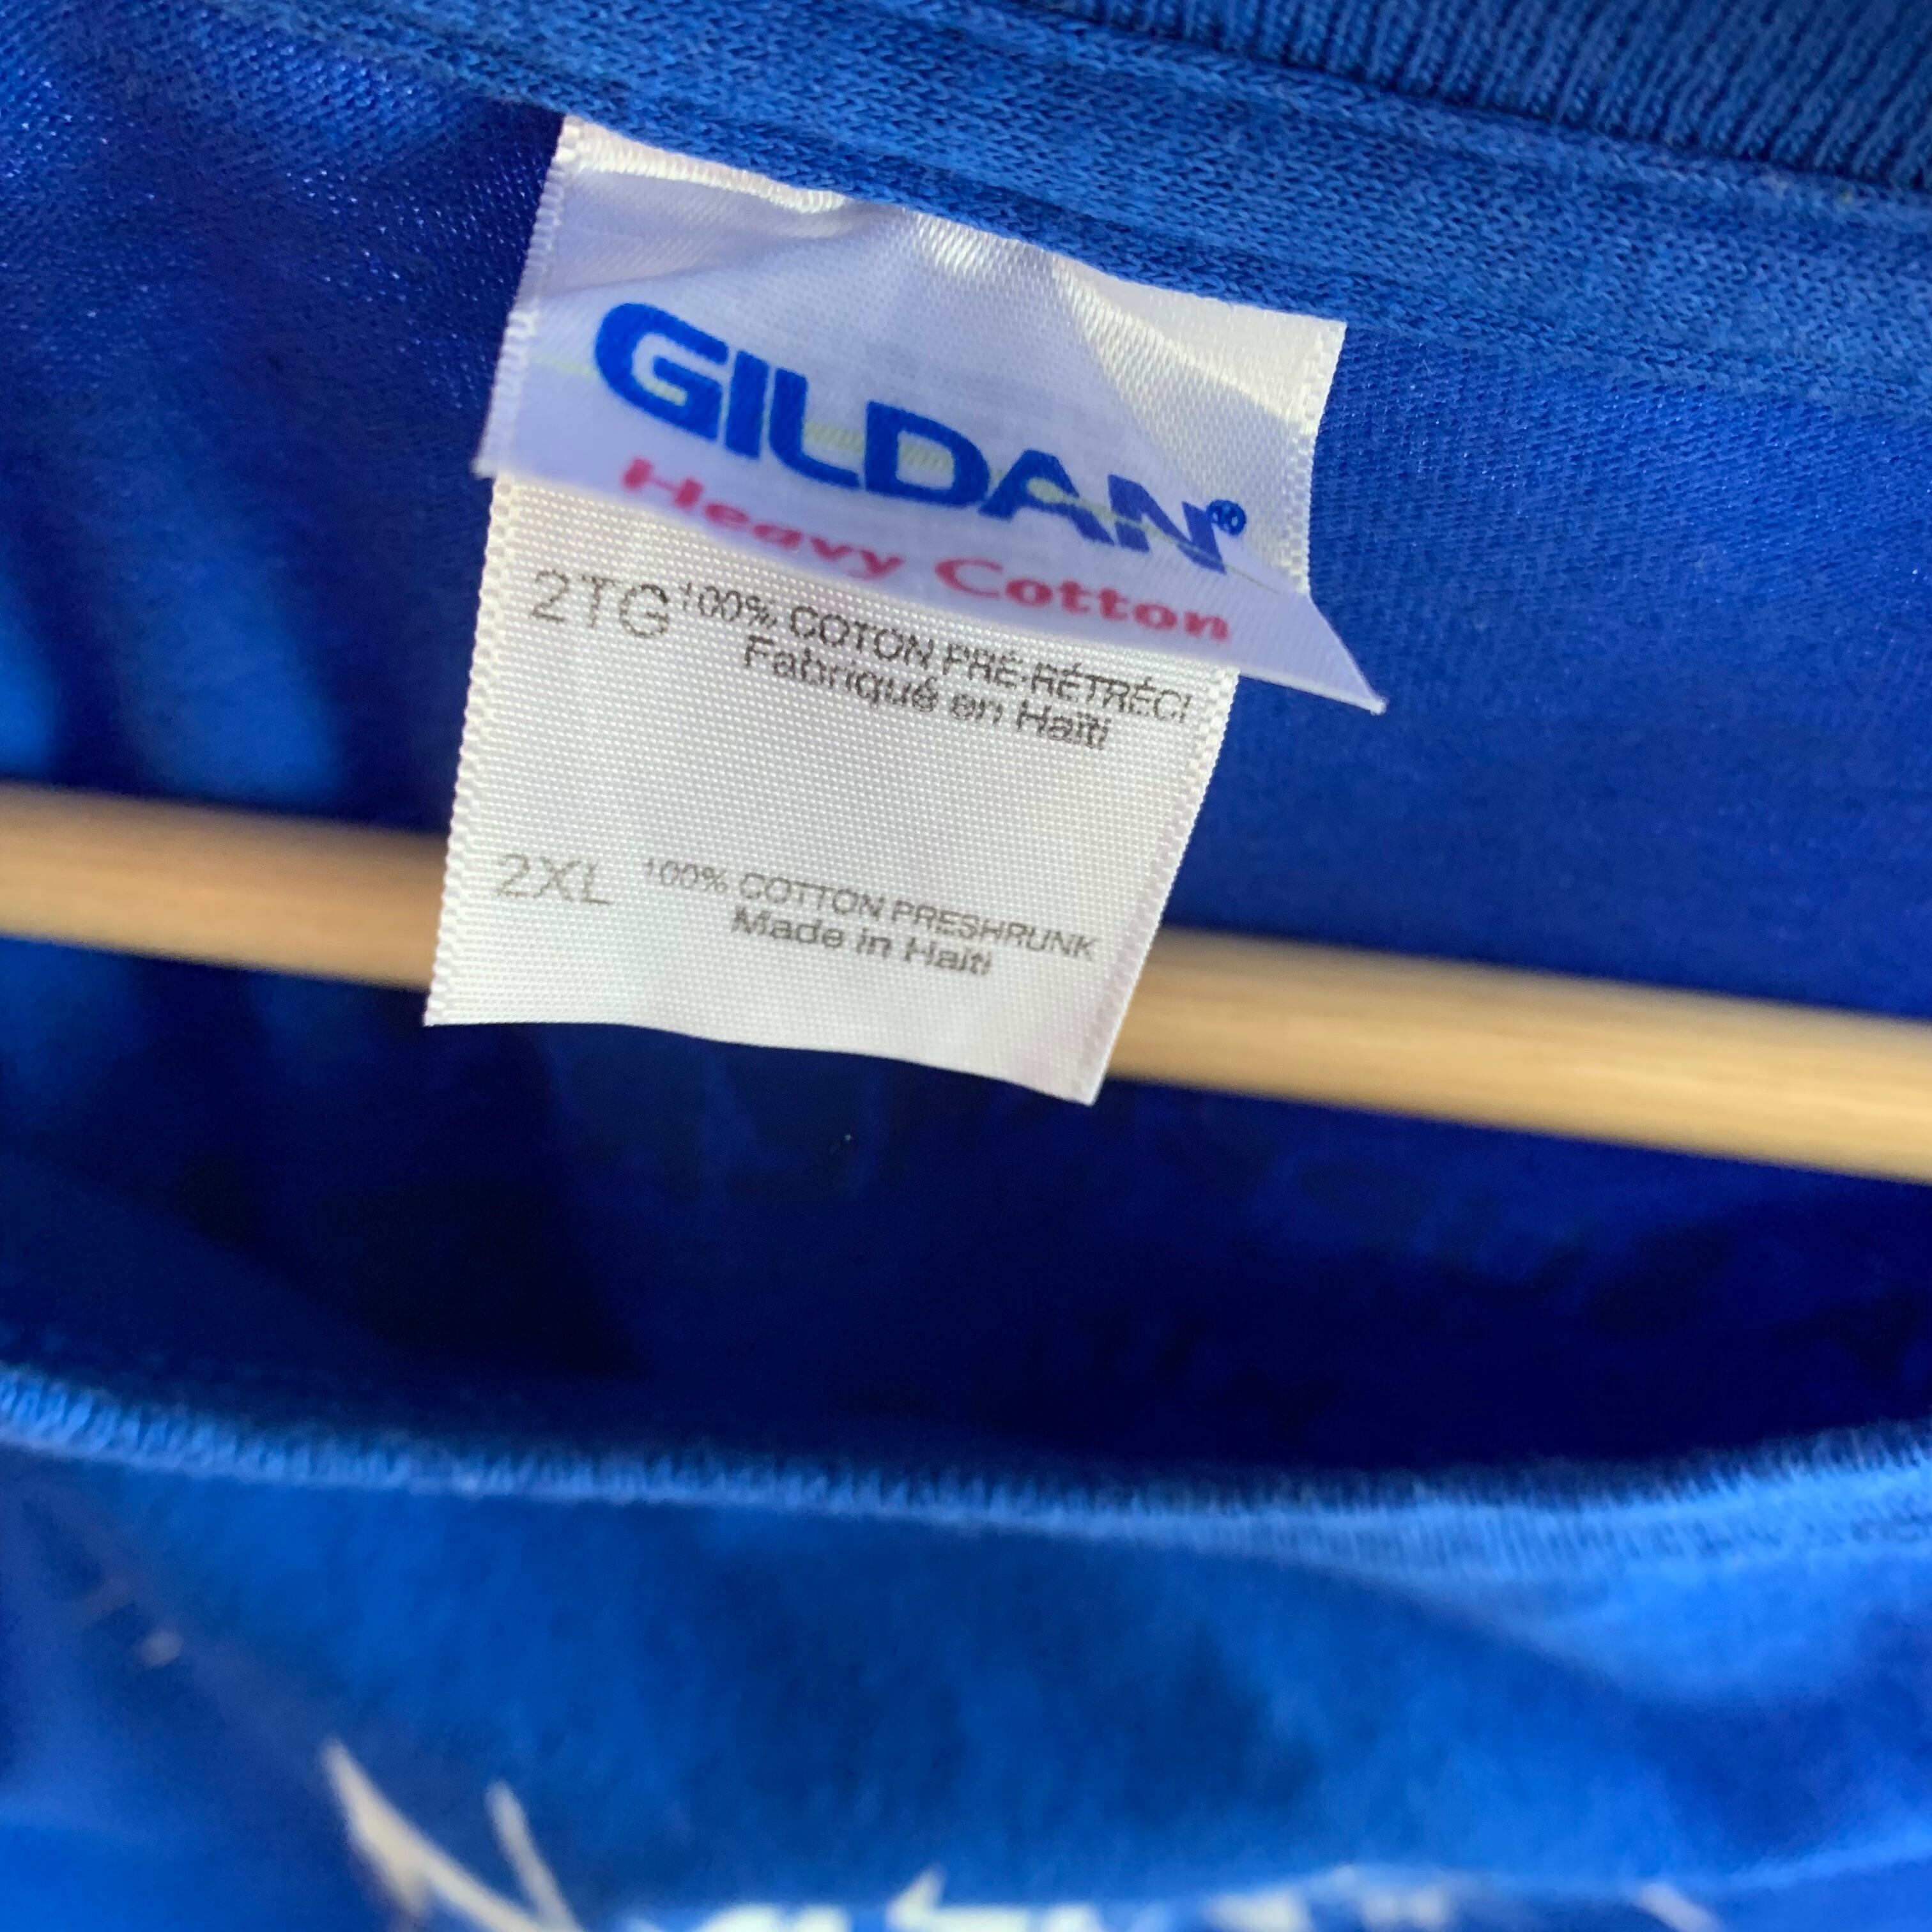 GILDAN®
Heavy Cotton
2TG 100% COTON PRÉ-RÉTRÉCI
Fabriqué en Haïti
2XL 100% COTTON PRESHRUNK
Made in Haiti